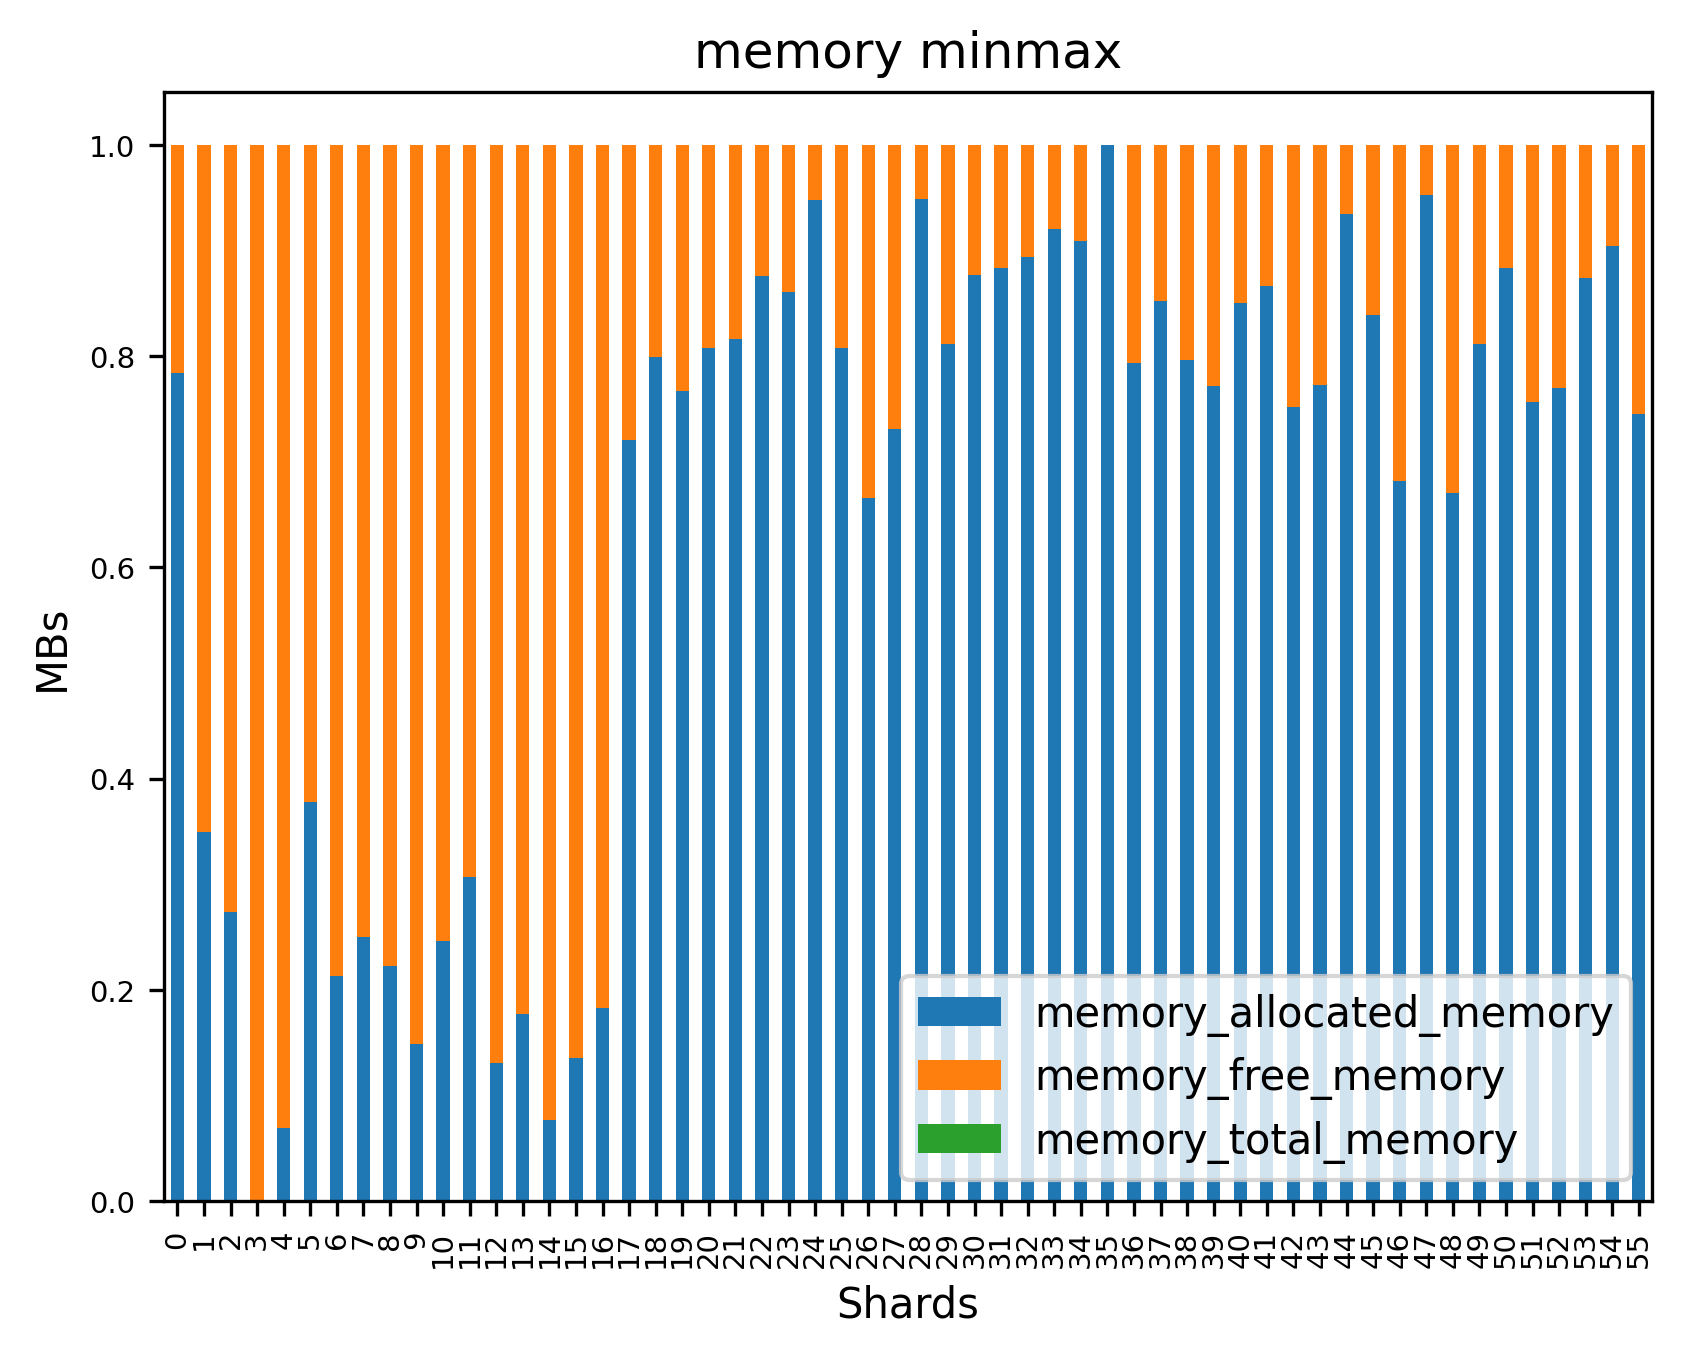 memory minmax
1.0
0.8
0.6
0.4
0.2
0.0
MBs
memory_allocated_memory
memory_free_memory
memory_total_memory
0 1 2 3 4 5 6 7 8 9 10 11 12 13 14 15 16 17 18 19 20 21 22 23 24 25 26 27 28 29 30 31 32 33 34 35 36 37 38 39 40 41 42 43 44 45 46 47 48 49 50 51 52 53 54 55
Shards